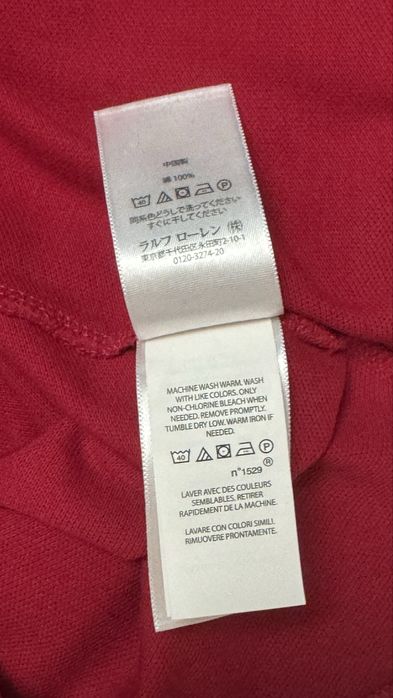 中国製
綿 100%
40 P
同系色どうしで洗ってください
すぐに干してください
ラルフ ローレン (株)
東京都千代田区永田町2-10-1
0120-3274-20
MACHINE WASH WARM. WASH
WITH LIKE COLORS. ONLY
NON-CHLORINE BLEACH WHEN
NEEDED. REMOVE PROMPTLY.
TUMBLE DRY LOW. WARM IRON IF
NEEDED.
40 P
®
n°1529
LAVER AVEC DES COULEURS
SEMBLABLES. RETIRER
RAPIDEMENT DE LA MACHINE.
LAVARE CON COLORI SIMILI.
RIMUOVERE PRONTAMENTE.